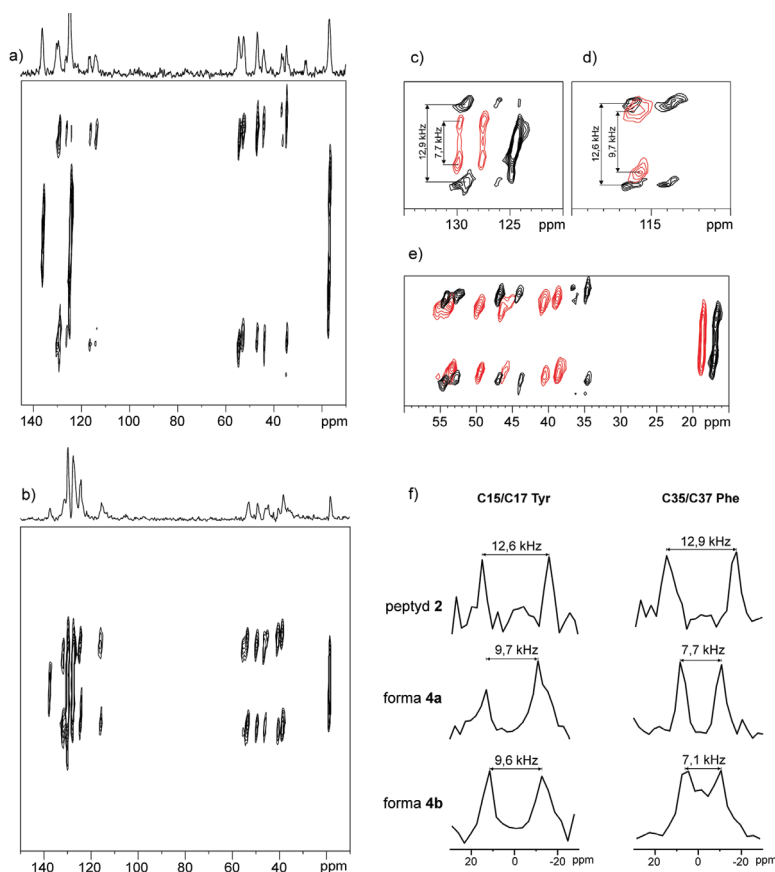 a)
140 120 100 80 60 40 20 ppm
b)
140 120 100 80 60 40 20 ppm
c)
12,9 kHz
7,7 kHz
130 125 ppm
d)
12,6 kHz
9,7 kHz
115 ppm
e)
60 55 50 45 40 35 30 25 20 ppm
f)
C15/C17 Tyr C35/C37 Phe
peptyd 2 12,6 kHz 12,9 kHz
forma 4a 9,7 kHz 7,7 kHz
forma 4b 9,6 kHz 7,1 kHz
20 0 -20 ppm 20 0 -20 ppm